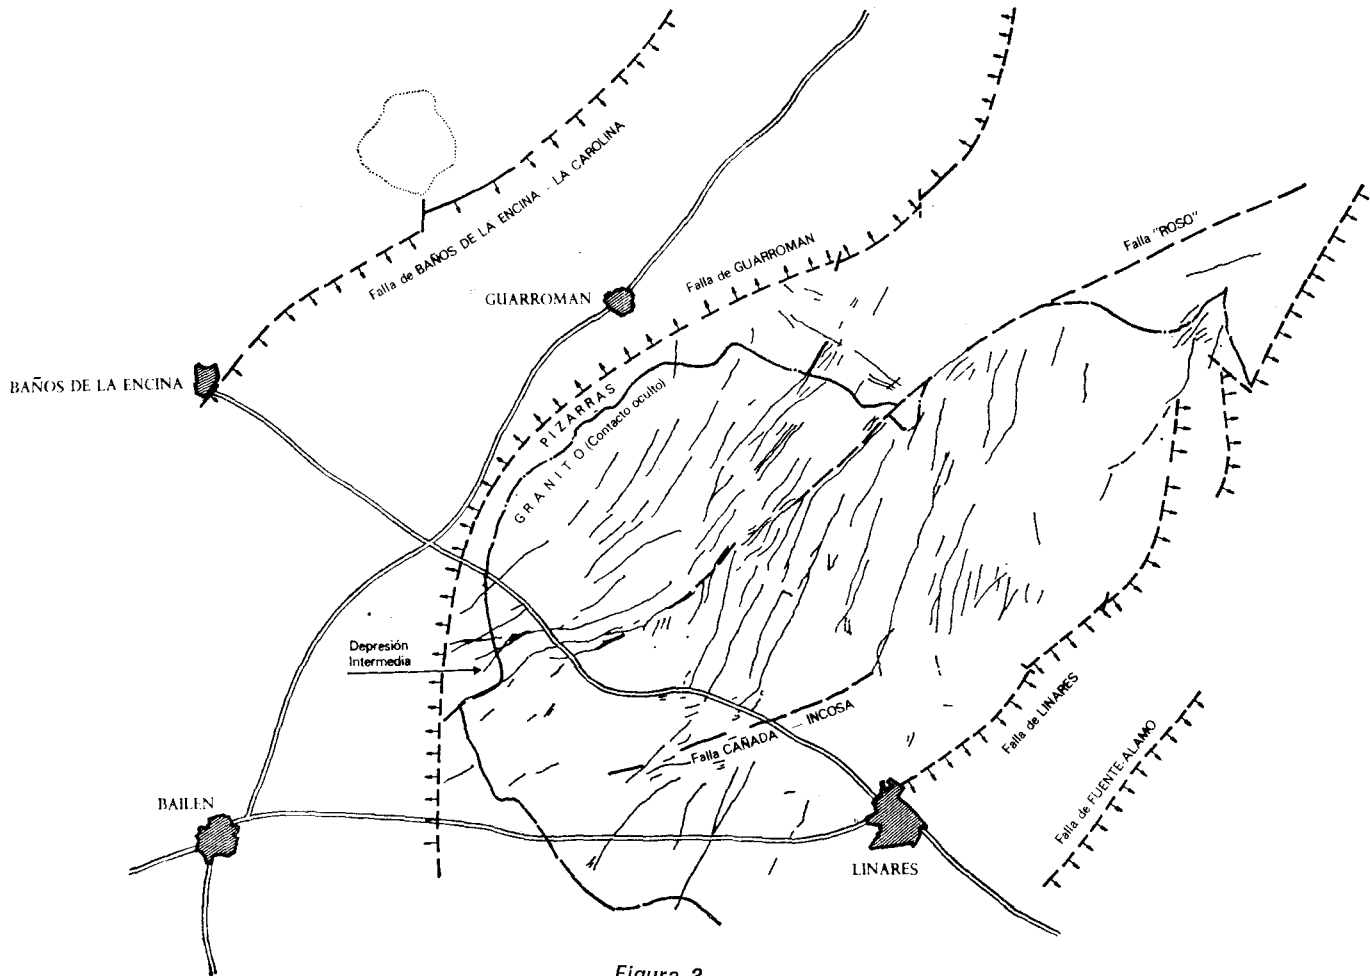 Falla de BAÑOS DE LA ENCINA - LA CAROLINA
Falla "ROSO"
Falla de GUARROMAN
GUARROMAN
BAÑOS DE LA ENCINA
PIZARRAS
GRANITO (Contacto oculto)
Depresión
Intermedia
Falla CAÑADA - INCOSA
Falla de LINARES
Falla de FUENTE-ALAMO
BAILEN
LINARES
Figura 2